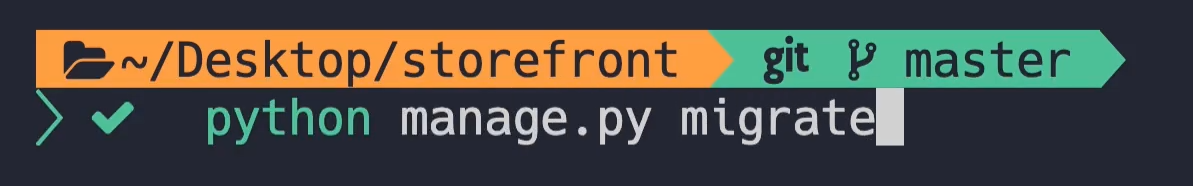 ~/Desktop/storefront git master
python manage.py migrate